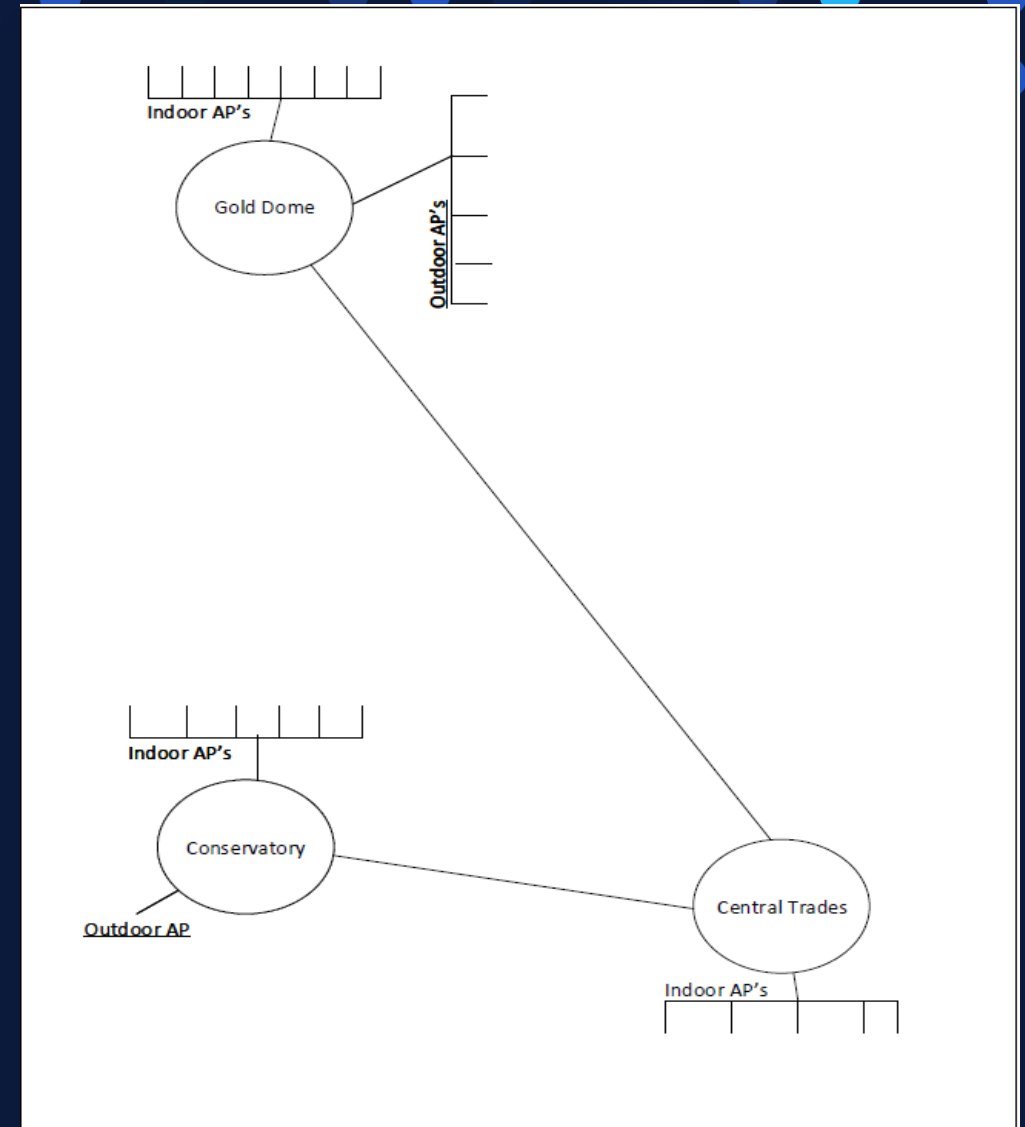 Indoor AP's
Gold Dome
Outdoor AP's
Indoor AP's
Conservatory
Outdoor AP
Central Trades
Indoor AP's